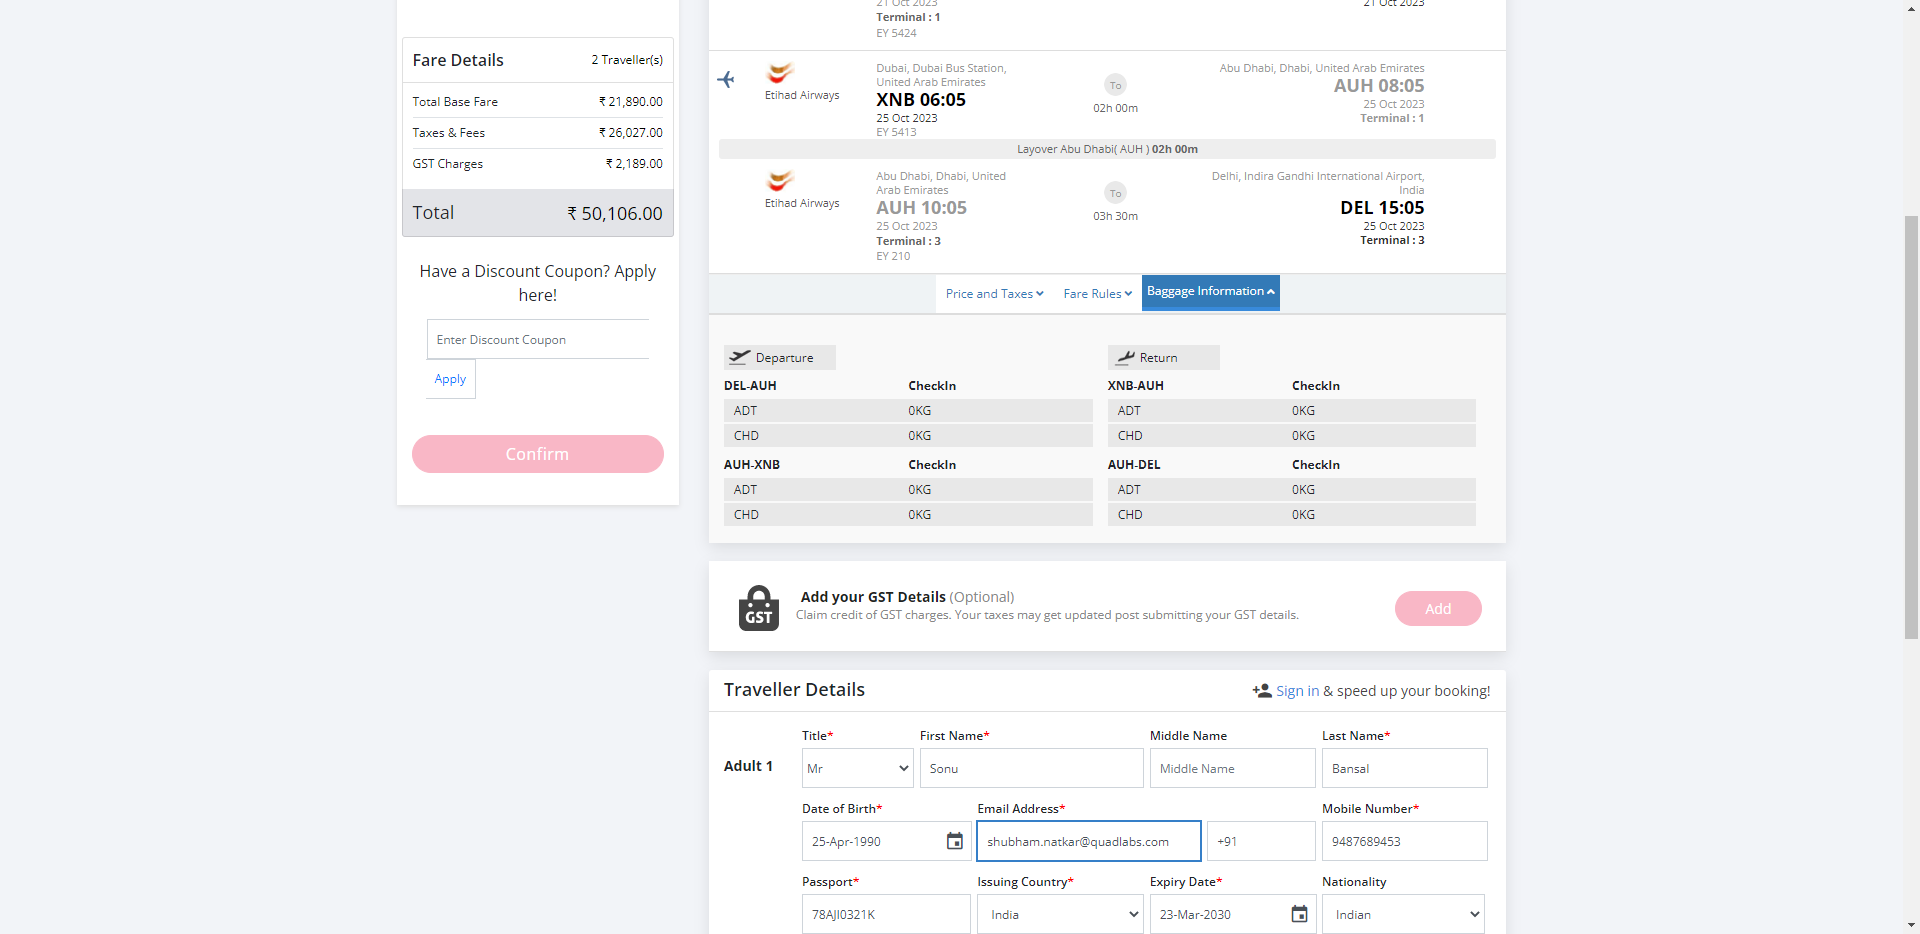 Fare Details
2 Traveller(s)
Total Base Fare
₹ 21,890.00
Taxes & Fees
₹ 26,027.00
GST Charges
₹ 2,189.00
Total
₹ 50,106.00
Have a Discount Coupon? Apply
here!
Enter Discount Coupon
Apply
Confirm
21 Oct 2023
Terminal : 1
EY 5424
21 Oct 2023
Etihad Airways
Dubai, Dubai Bus Station,
United Arab Emirates
XNB 06:05
25 Oct 2023
EY 5413
To
02h 00m
Abu Dhabi, Dhabi, United Arab Emirates
AUH 08:05
25 Oct 2023
Terminal : 1
Layover Abu Dhabi( AUH ) 02h 00m
Etihad Airways
Abu Dhabi, Dhabi, United
Arab Emirates
AUH 10:05
25 Oct 2023
Terminal : 3
EY 210
To
03h 30m
Delhi, Indira Gandhi International Airport,
India
DEL 15:05
25 Oct 2023
Terminal : 3
Price and Taxes
Fare Rules
Baggage Information
Departure
DEL-AUH CheckIn
ADT 0KG
CHD 0KG
AUH-XNB CheckIn
ADT 0KG
CHD 0KG
Return
XNB-AUH CheckIn
ADT 0KG
CHD 0KG
AUH-DEL CheckIn
ADT 0KG
CHD 0KG
GST
Add your GST Details (Optional)
Claim credit of GST charges. Your taxes may get updated post submitting your GST details.
Add
Traveller Details
Sign in & speed up your booking!
Adult 1
Title* First Name* Middle Name Last Name*
Mr Sonu Middle Name Bansal
Date of Birth* Email Address* Mobile Number*
25-Apr-1990 shubham.natkar@quadlabs.com +91 9487689453
Passport* Issuing Country* Expiry Date* Nationality
78AJI0321K India 23-Mar-2030 Indian